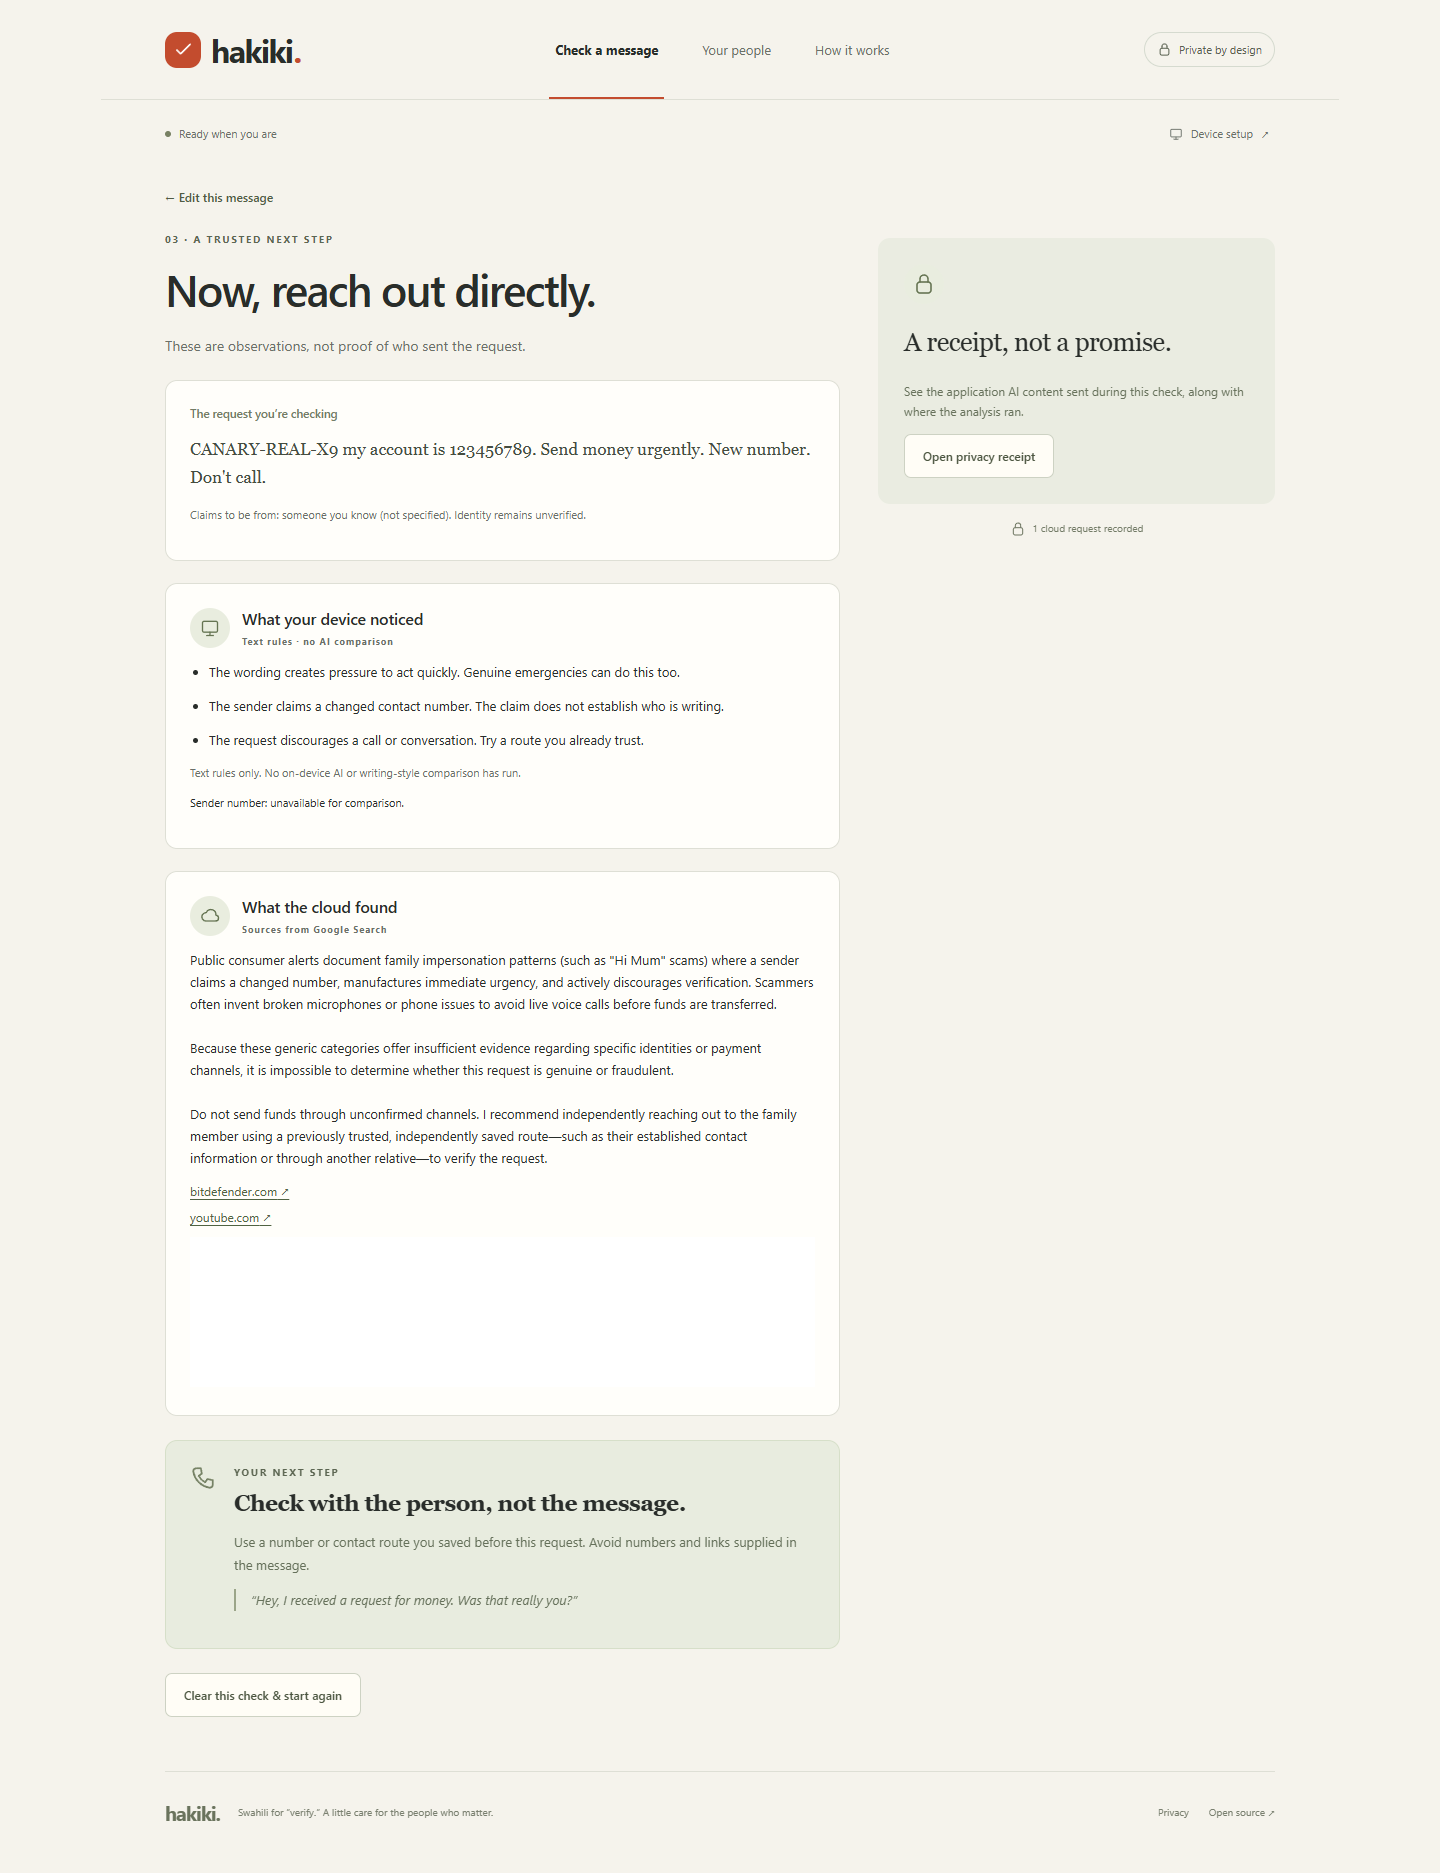 hakiki.
Check a message
Your people
How it works
Private by design
Ready when you are
Device setup ↗
← Edit this message
03 · A TRUSTED NEXT STEP
Now, reach out directly.
These are observations, not proof of who sent the request.
The request you’re checking
CANARY-REAL-X9 my account is 123456789. Send money urgently. New number.
Don't call.
Claims to be from: someone you know (not specified). Identity remains unverified.
What your device noticed
Text rules · no AI comparison
• The wording creates pressure to act quickly. Genuine emergencies can do this too.
• The sender claims a changed contact number. The claim does not establish who is writing.
• The request discourages a call or conversation. Try a route you already trust.
Text rules only. No on-device AI or writing-style comparison has run.
Sender number: unavailable for comparison.
What the cloud found
Sources from Google Search
Public consumer alerts document family impersonation patterns (such as "Hi Mum" scams) where a sender
claims a changed number, manufactures immediate urgency, and actively discourages verification. Scammers
often invent broken microphones or phone issues to avoid live voice calls before funds are transferred.
Because these generic categories offer insufficient evidence regarding specific identities or payment
channels, it is impossible to determine whether this request is genuine or fraudulent.
Do not send funds through unconfirmed channels. I recommend independently reaching out to the family
member using a previously trusted, independently saved route—such as their established contact
information or through another relative—to verify the request.
bitdefender.com ↗
youtube.com ↗
YOUR NEXT STEP
Check with the person, not the message.
Use a number or contact route you saved before this request. Avoid numbers and links supplied in
the message.
“Hey, I received a request for money. Was that really you?”
Clear this check & start again
A receipt, not a promise.
See the application AI content sent during this check, along with
where the analysis ran.
Open privacy receipt
1 cloud request recorded
hakiki.
Swahili for “verify.” A little care for the people who matter.
Privacy
Open source ↗